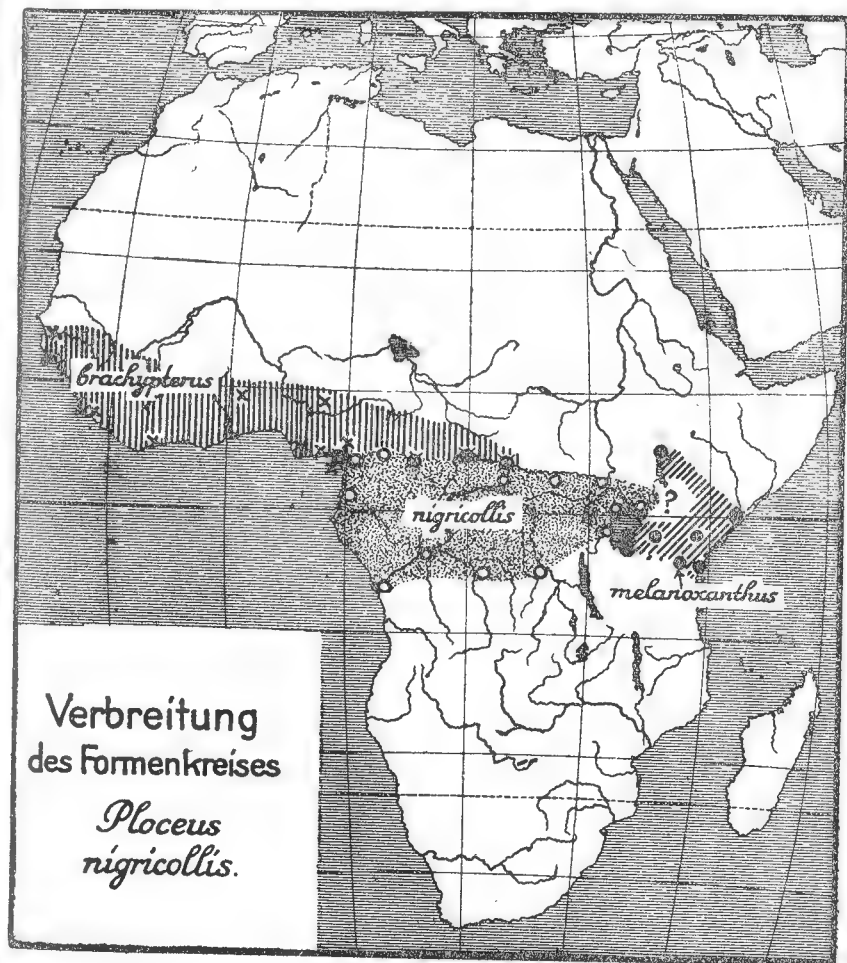 brachypterus
nigricollis
?
melanoxanthus
Verbreitung
des Formenkreises
Ploceus
nigricollis.